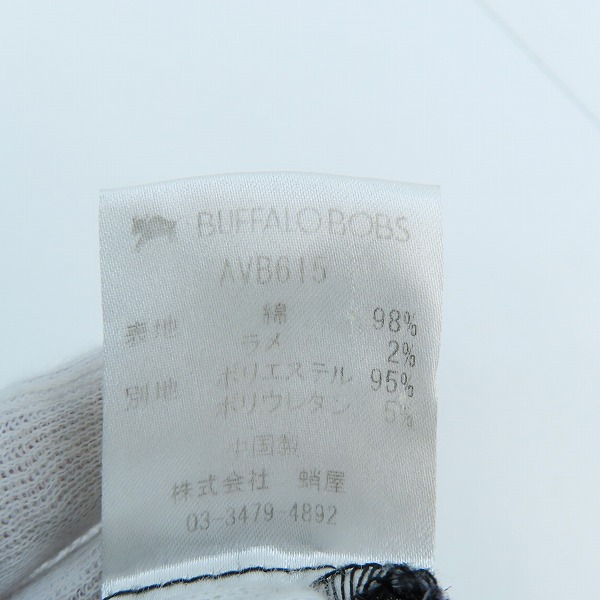 BUFFALO BOBS
AVB615
表地 綿 98%
ラメ 2%
別地 ポリエステル 95%
ポリウレタン 5%
中国製
株式会社 蛸屋
03-3479-4892